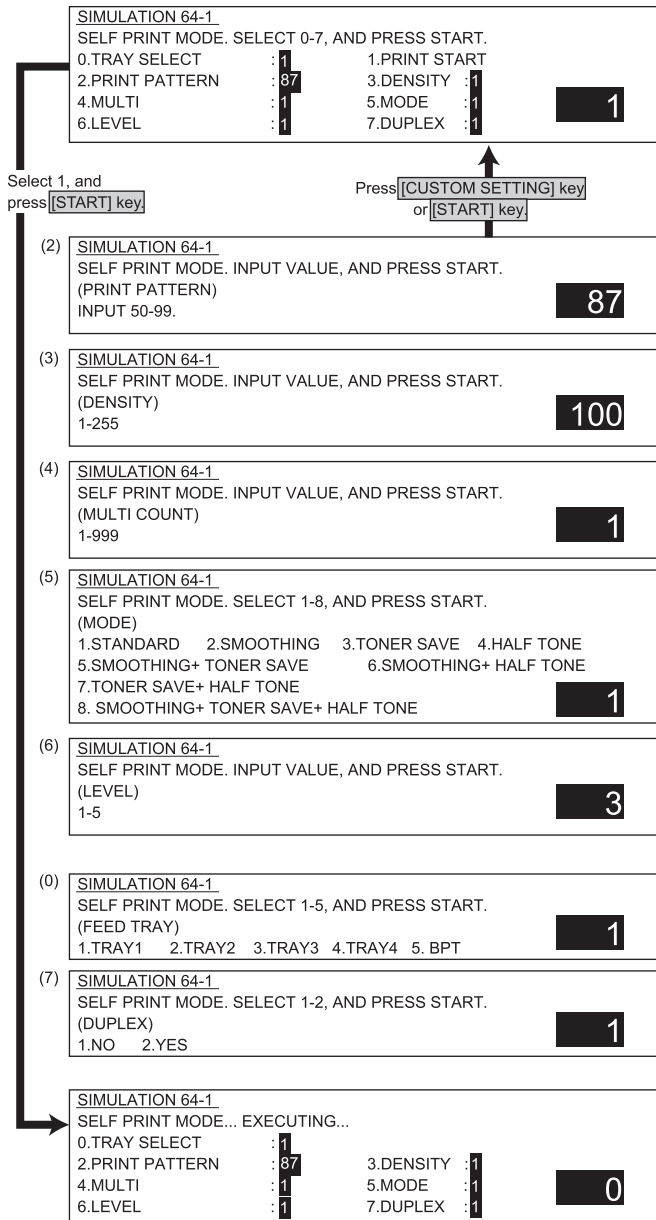 SIMULATION 64-1
SELF PRINT MODE. SELECT 0-7, AND PRESS START.
0.TRAY SELECT : 1 1.PRINT START
2.PRINT PATTERN : 87 3.DENSITY : 1
4.MULTI : 1 5.MODE : 1
6.LEVEL : 1 7.DUPLEX : 1
1
Select 1, and
press [START] key.
Press [CUSTOM SETTING] key
or [START] key.
(2) SIMULATION 64-1
SELF PRINT MODE. INPUT VALUE, AND PRESS START.
(PRINT PATTERN)
INPUT 50-99.
87
(3) SIMULATION 64-1
SELF PRINT MODE. INPUT VALUE, AND PRESS START.
(DENSITY)
1-255
100
(4) SIMULATION 64-1
SELF PRINT MODE. INPUT VALUE, AND PRESS START.
(MULTI COUNT)
1-999
1
(5) SIMULATION 64-1
SELF PRINT MODE. SELECT 1-8, AND PRESS START.
(MODE)
1.STANDARD 2.SMOOTHING 3.TONER SAVE 4.HALF TONE
5.SMOOTHING+ TONER SAVE 6.SMOOTHING+ HALF TONE
7.TONER SAVE+ HALF TONE
8. SMOOTHING+ TONER SAVE+ HALF TONE
1
(6) SIMULATION 64-1
SELF PRINT MODE. INPUT VALUE, AND PRESS START.
(LEVEL)
1-5
3
(0) SIMULATION 64-1
SELF PRINT MODE. SELECT 1-5, AND PRESS START.
(FEED TRAY)
1.TRAY1 2.TRAY2 3.TRAY3 4.TRAY4 5. BPT
1
(7) SIMULATION 64-1
SELF PRINT MODE. SELECT 1-2, AND PRESS START.
(DUPLEX)
1.NO 2.YES
1
SIMULATION 64-1
SELF PRINT MODE... EXECUTING...
0.TRAY SELECT : 1
2.PRINT PATTERN : 87 3.DENSITY : 1
4.MULTI : 1 5.MODE : 1
6.LEVEL : 1 7.DUPLEX : 1
0